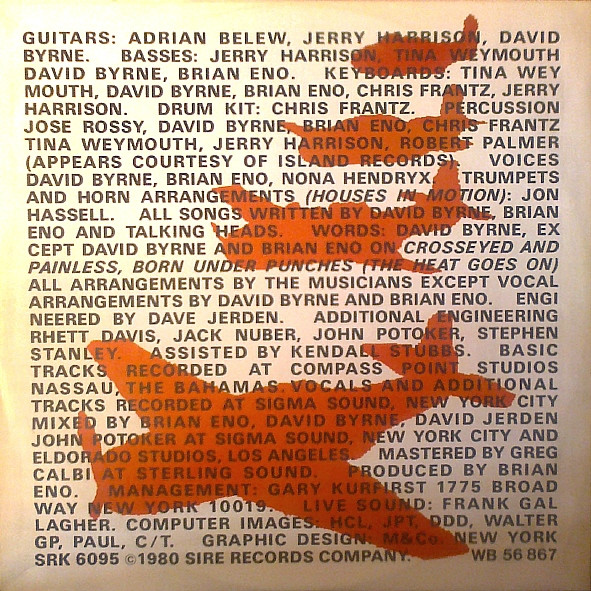 GUITARS: ADRIAN BELEW, JERRY HARRISON, DAVID
BYRNE. BASSES: JERRY HARRISON, TINA WEYMOUTH
DAVID BYRNE, BRIAN ENO. KEYBOARDS: TINA WEY
MOUTH, DAVID BYRNE, BRIAN ENO, CHRIS FRANTZ, JERRY
HARRISON. DRUM KIT: CHRIS FRANTZ. PERCUSSION
JOSE ROSSY, DAVID BYRNE, BRIAN ENO, CHRIS FRANTZ
TINA WEYMOUTH, JERRY HARRISON, ROBERT PALMER
(APPEARS COURTESY OF ISLAND RECORDS). VOICES
DAVID BYRNE, BRIAN ENO, NONA HENDRYX. TRUMPETS
AND HORN ARRANGEMENTS (HOUSES IN MOTION): JON
HASSELL. ALL SONGS WRITTEN BY DAVID BYRNE, BRIAN
ENO AND TALKING HEADS. WORDS: DAVID BYRNE, EX
CEPT DAVID BYRNE AND BRIAN ENO ON CROSSEYED AND
PAINLESS, BORN UNDER PUNCHES (THE HEAT GOES ON)
ALL ARRANGEMENTS BY THE MUSICIANS EXCEPT VOCAL
ARRANGEMENTS BY DAVID BYRNE AND BRIAN ENO. ENGI
NEERED BY DAVE JERDEN. ADDITIONAL ENGINEERING
RHETT DAVIS, JACK NUBER, JOHN POTOKER, STEPHEN
STANLEY. ASSISTED BY KENDALL STUBBS. BASIC
TRACKS RECORDED AT COMPASS POINT STUDIOS
NASSAU, THE BAHAMAS. VOCALS AND ADDITIONAL
TRACKS RECORDED AT SIGMA SOUND, NEW YORK CITY
MIXED BY BRIAN ENO, DAVID BYRNE, DAVID JERDEN
JOHN POTOKER AT SIGMA SOUND, NEW YORK CITY AND
ELDORADO STUDIOS, LOS ANGELES. MASTERED BY GREG
CALBI AT STERLING SOUND. PRODUCED BY BRIAN
ENO. MANAGEMENT: GARY KURFIRST 1775 BROAD
WAY NEW YORK 10019. LIVE SOUND: FRANK GAL
LAGHER. COMPUTER IMAGES: HCL, JPT, DDD, WALTER
GP, PAUL, C/T. GRAPHIC DESIGN: M&Co. NEW YORK
SRK 6095 ©1980 SIRE RECORDS COMPANY. WB 56 867